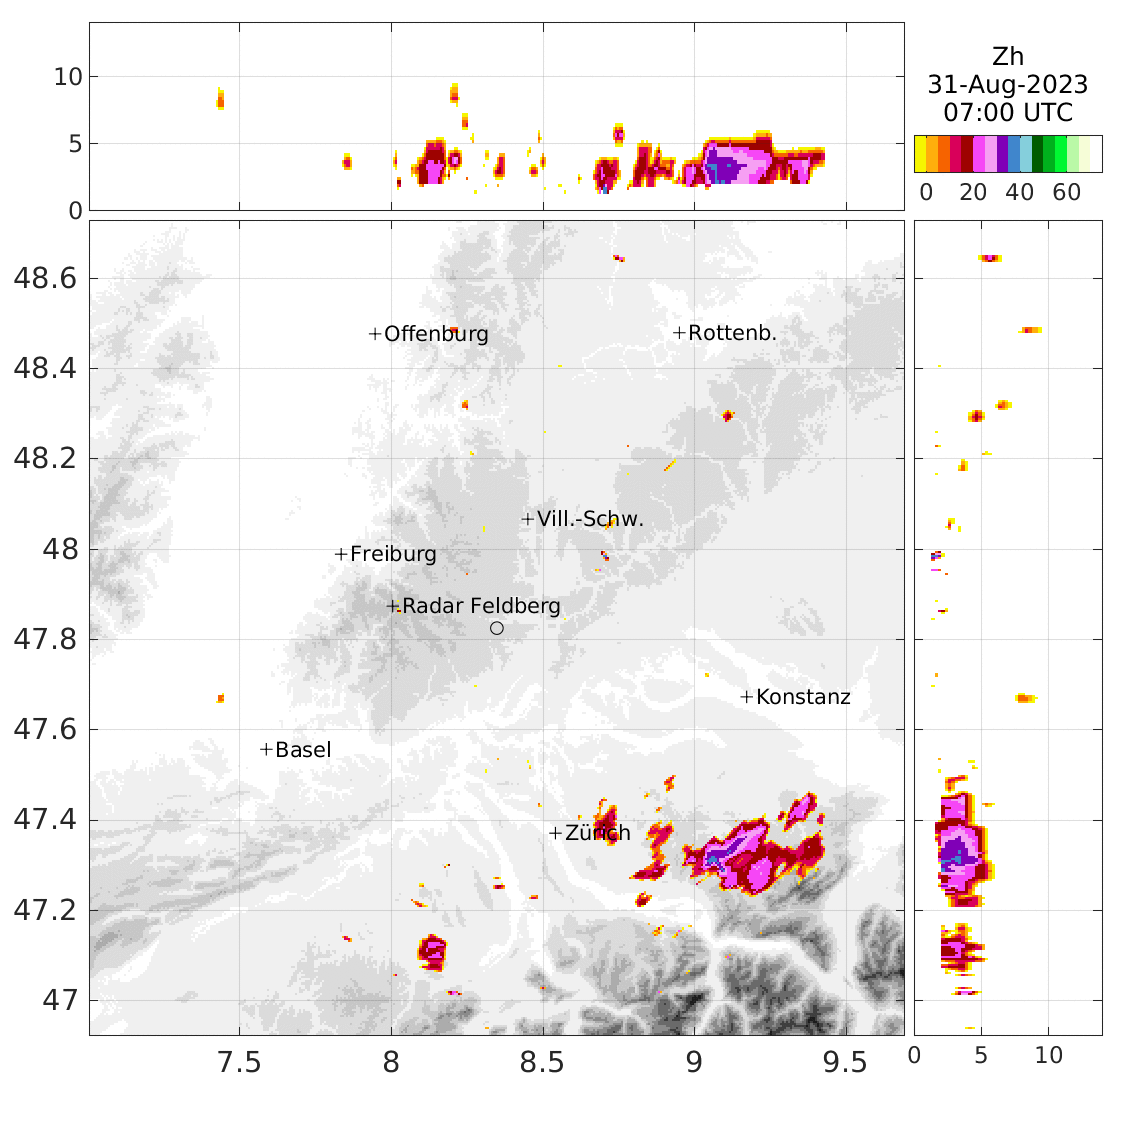 Zh
31-Aug-2023
07:00 UTC
10
5
0
0 20 40 60
48.6
Offenburg
Rottenb.
48.4
48.2
Vill.-Schw.
48
Freiburg
Radar Feldberg
47.8
Konstanz
47.6
Basel
47.4
Zürich
47.2
47
7.5 8 8.5 9 9.5
0 5 10